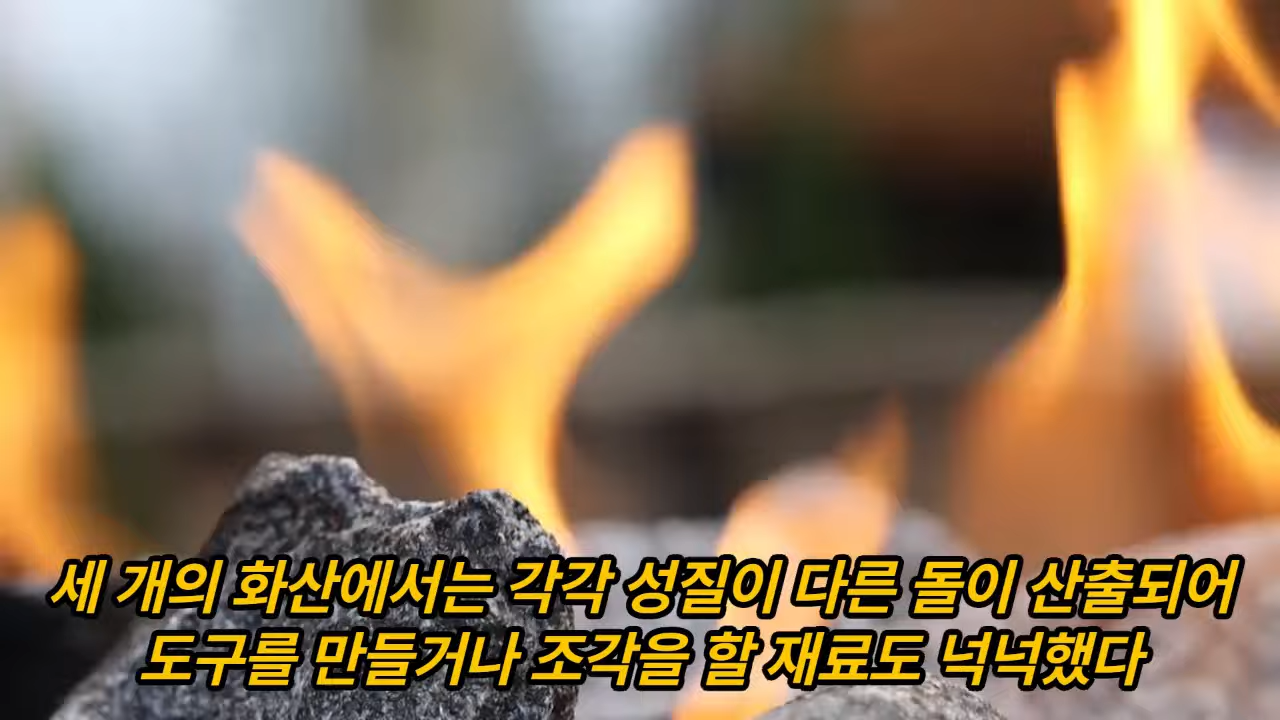 세 개의 화산에서는 각각 성질이 다른 돌이 산출되어
도구를 만들거나 조각을 할 재료도 넉넉했다